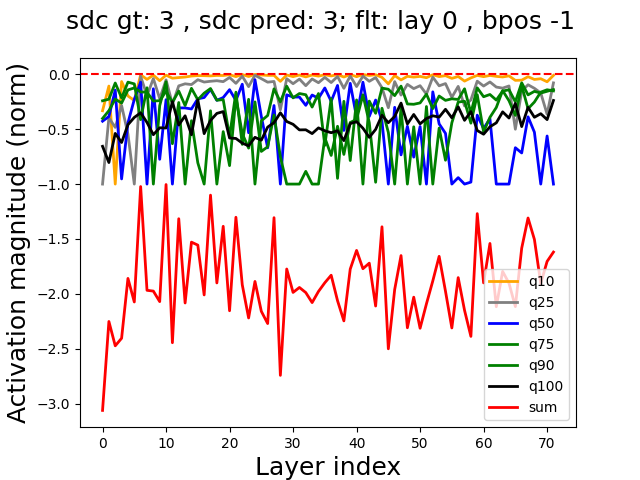 sdc gt: 3 , sdc pred: 3; flt: lay 0 , bpos -1
Activation magnitude (norm)
0.0
−0.5
−1.0
−1.5
−2.0
−2.5
−3.0
q10
q25
q50
q75
q90
q100
sum
0 10 20 30 40 50 60 70
Layer index